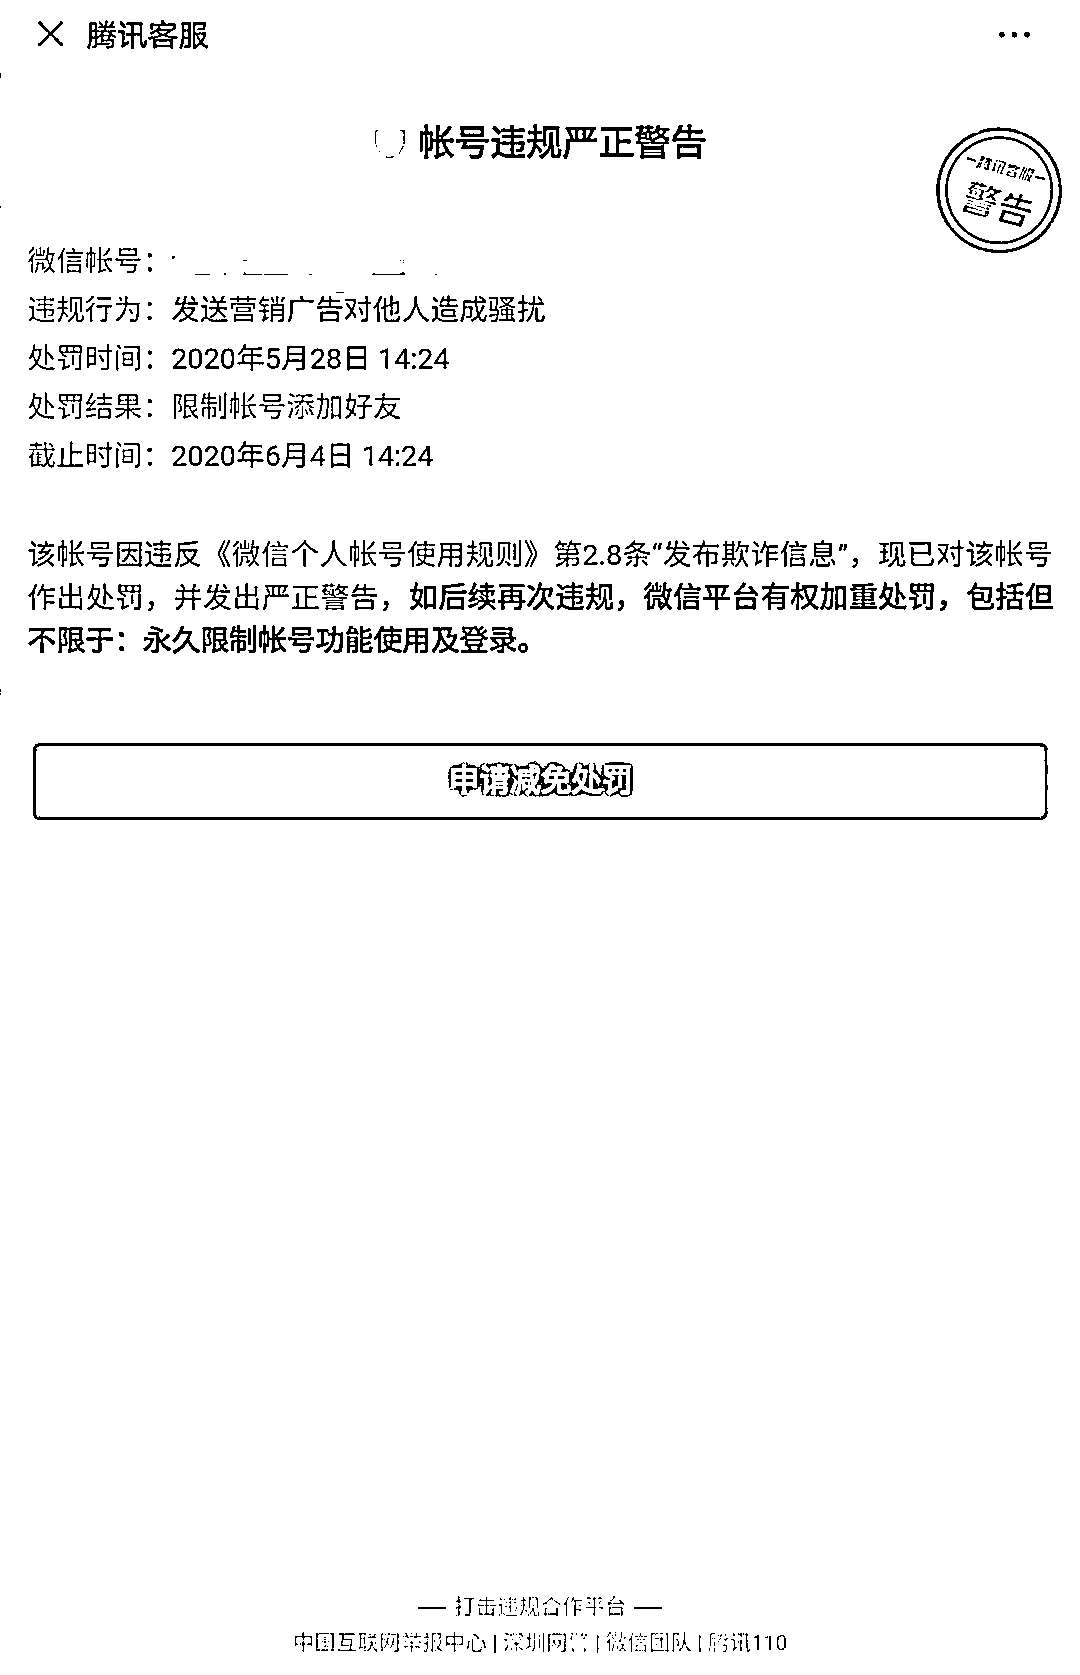 腾讯客服
帐号违规严正警告
腾讯客服
警告
微信帐号：
违规行为：发送营销广告对他人造成骚扰
处罚时间：2020年5月28日 14:24
处罚结果：限制帐号添加好友
截止时间：2020年6月4日 14:24
该帐号因违反《微信个人帐号使用规则》第2.8条“发布欺诈信息”，现已对该帐号
作出处罚，并发出严正警告，如后续再次违规，微信平台有权加重处罚，包括但
不限于：永久限制帐号功能使用及登录。
申请减免处罚
打击违规合作平台
中国互联网举报中心 | 深圳网警 | 微信团队 | 腾讯110